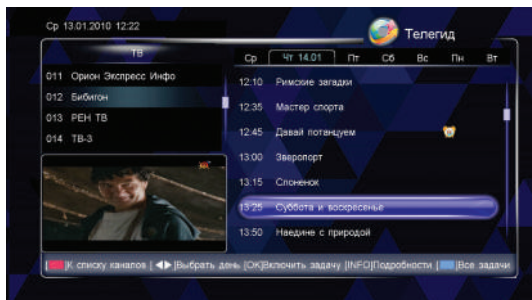 Ср 13.01.2010 12:22
Телегид
ТВ
Ср Чт 14.01 Пт Сб Вс Пн Вт
011 Орион Экспресс Инфо
012 Бибигон
013 РЕН ТВ
014 ТВ-3
12:10 Римские загадки
12:35 Мастер спорта
12:45 Давай потанцуем
13:00 Зверопорт
13:15 Слоненок
13:25 Суббота и воскресенье
13:50 Наедине с природой
[ ]К списку каналов [◀▶]Выбрать день [OK]Включить задачу [INFO]Подробности [ ]Все задачи